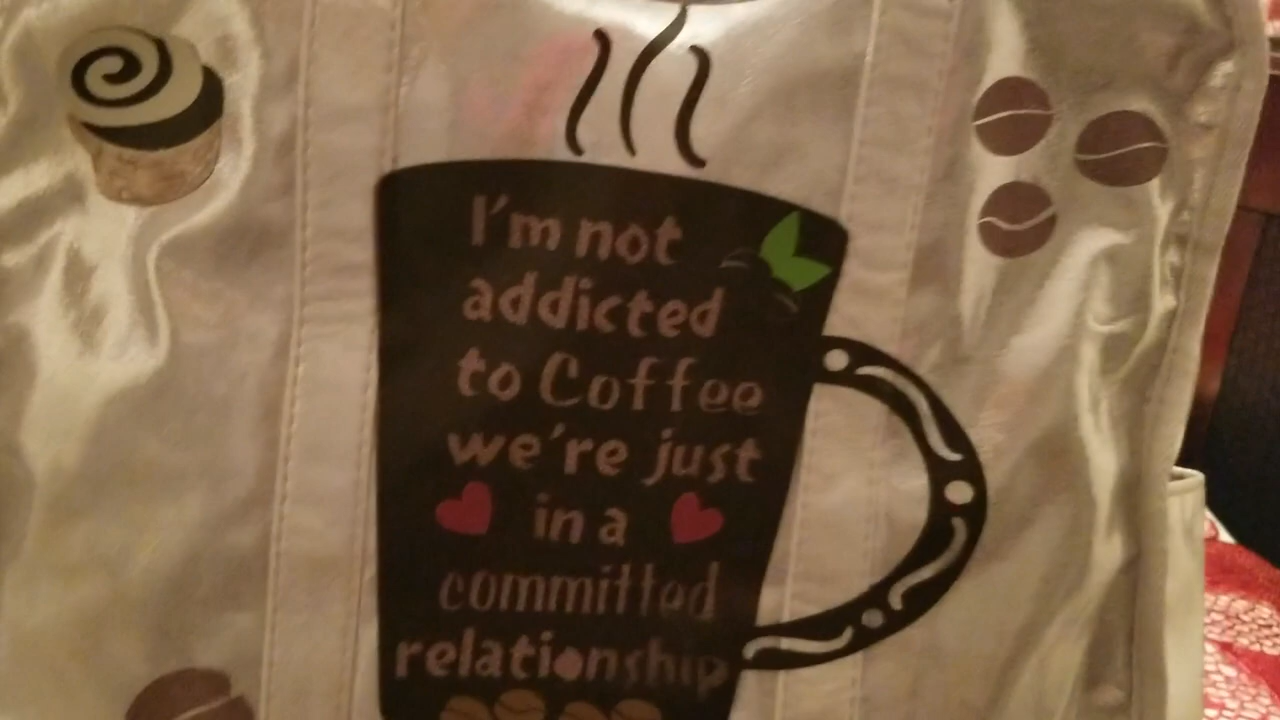 I'm not
addicted
to Coffee
we're just
in a
committed
relationship